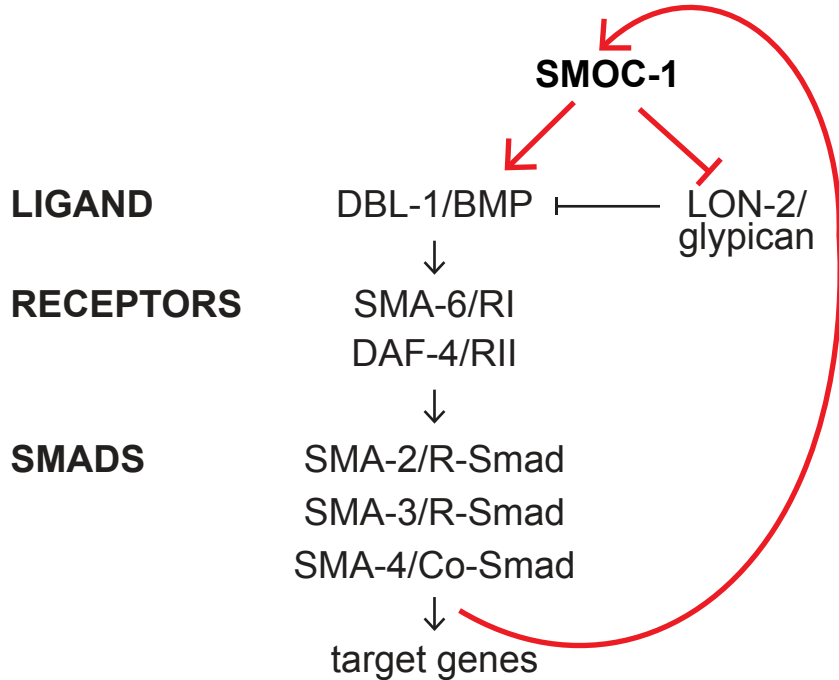 SMOC-1
LIGAND DBL-1/BMP LON-2/
glypican
RECEPTORS SMA-6/RI
DAF-4/RII
SMADS SMA-2/R-Smad
SMA-3/R-Smad
SMA-4/Co-Smad
target genes